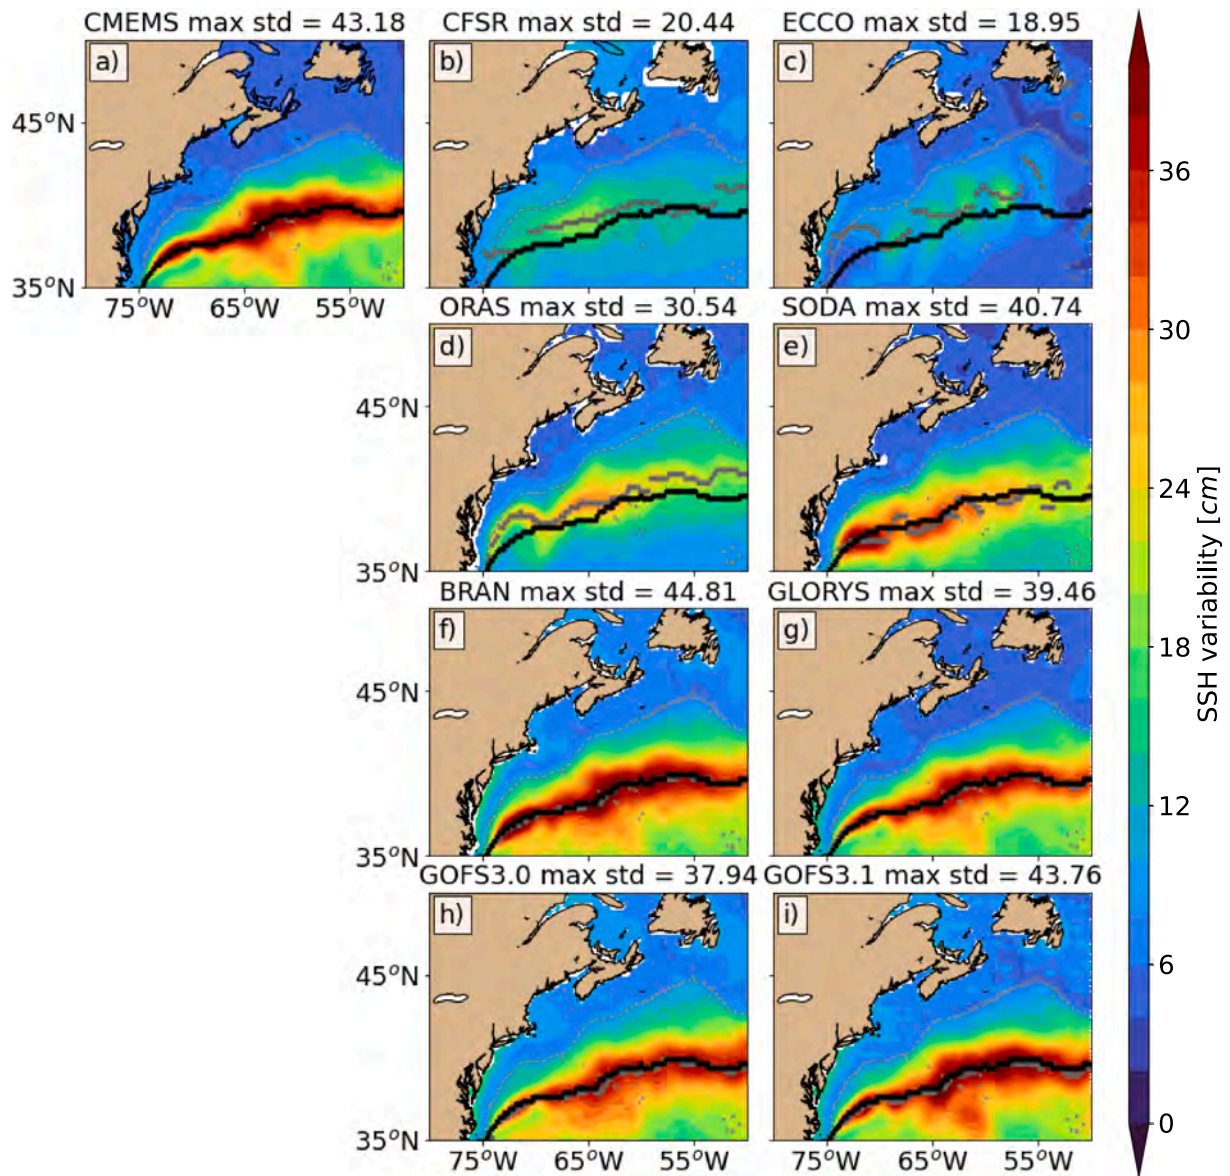 CMEMS max std = 43.18
CFSR max std = 20.44
ECCO max std = 18.95
a)
b)
c)
45°N
35°N
75°W
65°W
55°W
ORAS max std = 30.54
SODA max std = 40.74
d)
e)
45°N
35°N
BRAN max std = 44.81
GLORYS max std = 39.46
f)
g)
45°N
35°N
GOFS3.0 max std = 37.94
GOFS3.1 max std = 43.76
h)
i)
45°N
35°N
75°W
65°W
55°W
75°W
65°W
55°W
36
30
24
18
12
6
0
SSH variability [cm]